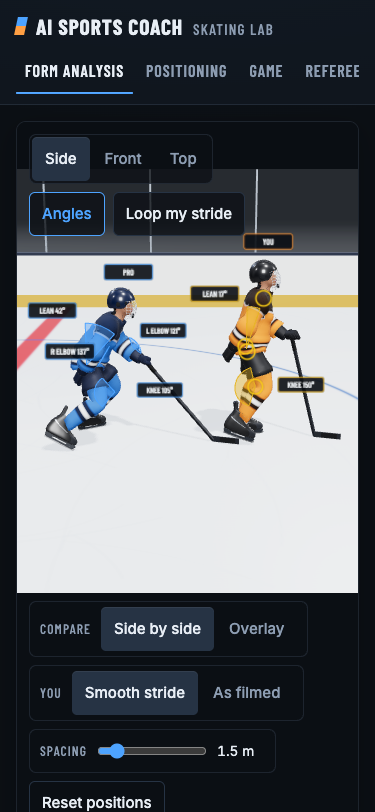 AI SPORTS COACH SKATING LAB
FORM ANALYSIS POSITIONING GAME REFEREE
Side Front Top
Angles Loop my stride
YOU
PRO
LEAN 17°
LEAN 42°
L ELBOW 121°
R ELBOW 137°
KNEE 150°
KNEE 105°
COMPARE Side by side Overlay
YOU Smooth stride As filmed
SPACING 1.5 m
Reset positions